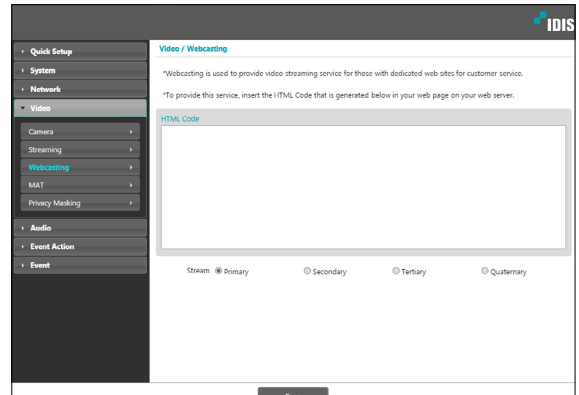 IDIS
Quick Setup
System
Network
Video
Camera
Streaming
Webcasting
MAT
Privacy Masking
Audio
Event Action
Event
Video / Webcasting
*Webcasting is used to provide video streaming service for those with dedicated web sites for customer service.
*To provide this service, insert the HTML Code that is generated below in your web page on your web server.
HTML Code
Stream Primary Secondary Tertiary Quaternary